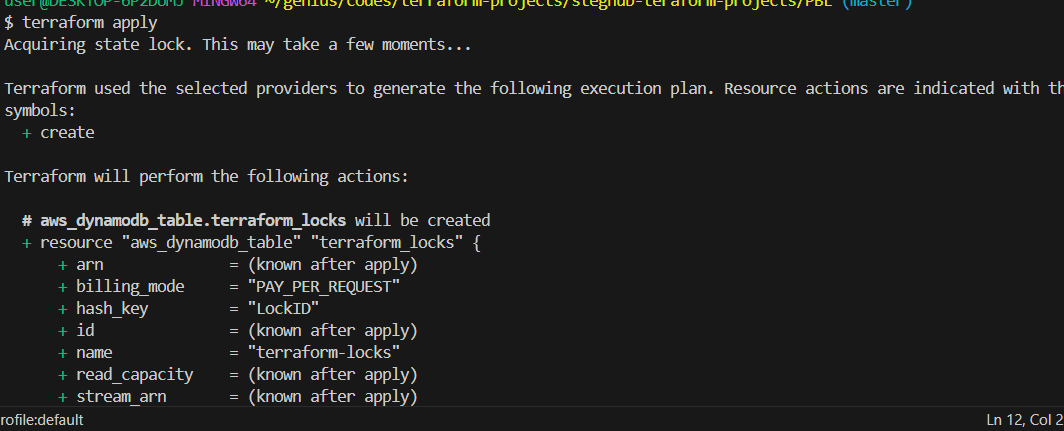 user@DESKTOP-6P2DOMJ MINGW64 ~/genius/codes/terraform-projects/steghub-teraform-projects/PBL (master)
$ terraform apply
Acquiring state lock. This may take a few moments...
Terraform used the selected providers to generate the following execution plan. Resource actions are indicated with th
symbols:
+ create
Terraform will perform the following actions:
# aws_dynamodb_table.terraform_locks will be created
+ resource "aws_dynamodb_table" "terraform_locks" {
+ arn = (known after apply)
+ billing_mode = "PAY_PER_REQUEST"
+ hash_key = "LockID"
+ id = (known after apply)
+ name = "terraform-locks"
+ read_capacity = (known after apply)
+ stream_arn = (known after apply)
rofile:default Ln 12, Col 2